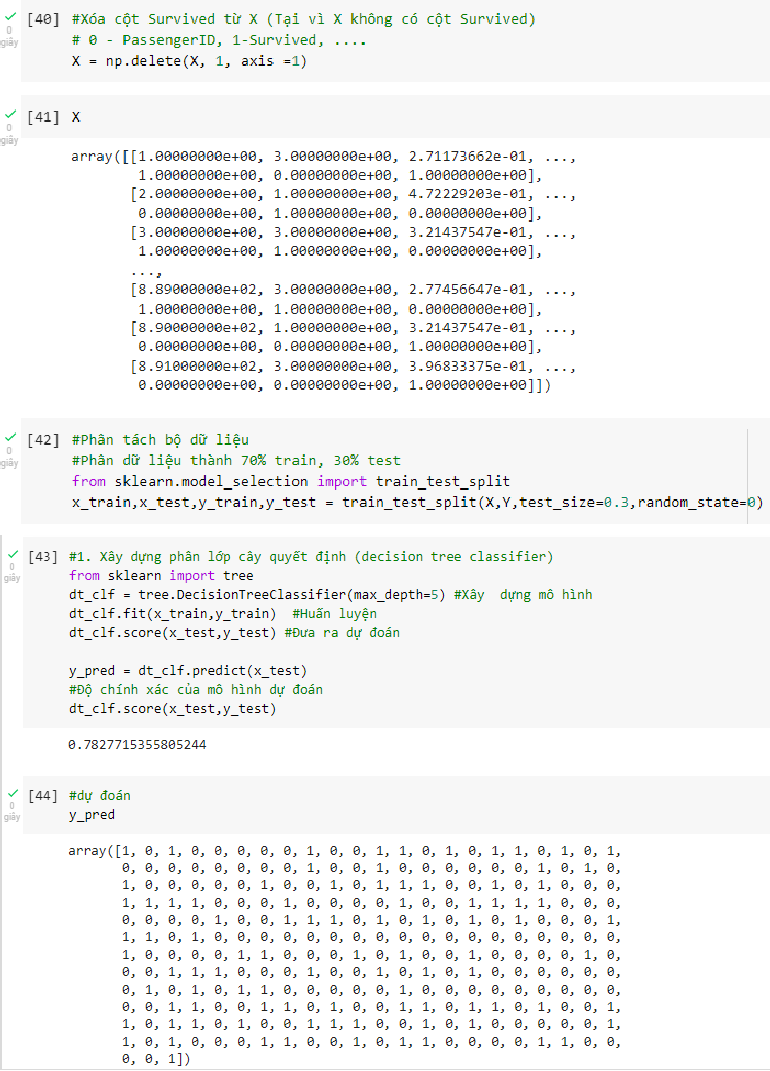 [40] #Xóa cột Survived từ X (Tại vì X không có cột Survived)
# 0 - PassengerID, 1-Survived, ....
X = np.delete(X, 1, axis =1)
0
giây
[41] X
0
giây
array([[1.00000000e+00, 3.00000000e+00, 2.71173662e-01, ...,
1.00000000e+00, 0.00000000e+00, 1.00000000e+00],
[2.00000000e+00, 1.00000000e+00, 4.72229203e-01, ...,
0.00000000e+00, 1.00000000e+00, 0.00000000e+00],
[3.00000000e+00, 3.00000000e+00, 3.21437547e-01, ...,
1.00000000e+00, 1.00000000e+00, 0.00000000e+00],
...,
[8.89000000e+02, 3.00000000e+00, 2.77456647e-01, ...,
1.00000000e+00, 1.00000000e+00, 0.00000000e+00],
[8.90000000e+02, 1.00000000e+00, 3.21437547e-01, ...,
0.00000000e+00, 0.00000000e+00, 1.00000000e+00],
[8.91000000e+02, 3.00000000e+00, 3.96833375e-01, ...,
0.00000000e+00, 0.00000000e+00, 1.00000000e+00]])
[42] #Phân tách bộ dữ liệu
0
giây
#Phân dữ liệu thành 70% train, 30% test
from sklearn.model_selection import train_test_split
x_train,x_test,y_train,y_test = train_test_split(X,Y,test_size=0.3,random_state=0)
[43] #1. Xây dựng phân lớp cây quyết định (decision tree classifier)
0
giây
from sklearn import tree
dt_clf = tree.DecisionTreeClassifier(max_depth=5) #Xây  dựng mô hình
dt_clf.fit(x_train,y_train)  #Huấn luyện
dt_clf.score(x_test,y_test) #Đưa ra dự đoán
y_pred = dt_clf.predict(x_test)
#Độ chính xác của mô hình dự đoán
dt_clf.score(x_test,y_test)
0.7827715355805244
[44] #dự đoán
0
giây
y_pred
array([1, 0, 1, 0, 0, 0, 0, 0, 1, 0, 0, 1, 1, 0, 1, 0, 1, 1, 0, 1, 0, 1,
0, 0, 0, 0, 0, 0, 0, 0, 1, 0, 0, 1, 0, 0, 0, 0, 0, 0, 1, 0, 1, 0,
1, 0, 0, 0, 0, 0, 1, 0, 0, 1, 0, 1, 1, 1, 0, 0, 1, 0, 1, 0, 0, 0,
1, 1, 1, 1, 0, 0, 0, 1, 0, 0, 0, 0, 1, 0, 0, 1, 1, 1, 1, 0, 0, 0,
0, 0, 0, 0, 1, 0, 0, 1, 1, 1, 0, 1, 0, 1, 0, 1, 0, 1, 0, 0, 0, 1,
1, 1, 0, 1, 0, 0, 0, 0, 0, 0, 0, 0, 0, 0, 0, 0, 0, 0, 0, 0, 0, 0,
1, 0, 0, 0, 0, 1, 1, 0, 0, 0, 1, 0, 1, 0, 0, 1, 0, 0, 0, 0, 1, 0,
0, 0, 1, 1, 1, 0, 0, 0, 1, 0, 0, 1, 0, 1, 0, 1, 0, 0, 0, 0, 0, 0,
0, 1, 0, 1, 0, 1, 1, 0, 0, 0, 0, 0, 1, 0, 0, 0, 0, 0, 0, 0, 0, 0,
0, 0, 1, 1, 0, 0, 1, 1, 0, 1, 0, 0, 1, 1, 0, 1, 1, 0, 1, 0, 0, 1,
1, 0, 1, 1, 0, 1, 0, 0, 1, 1, 1, 0, 0, 1, 0, 1, 0, 0, 0, 0, 0, 1,
1, 0, 1, 0, 0, 0, 1, 1, 0, 0, 1, 0, 1, 1, 0, 0, 0, 0, 1, 1, 0, 0,
0, 0, 1])